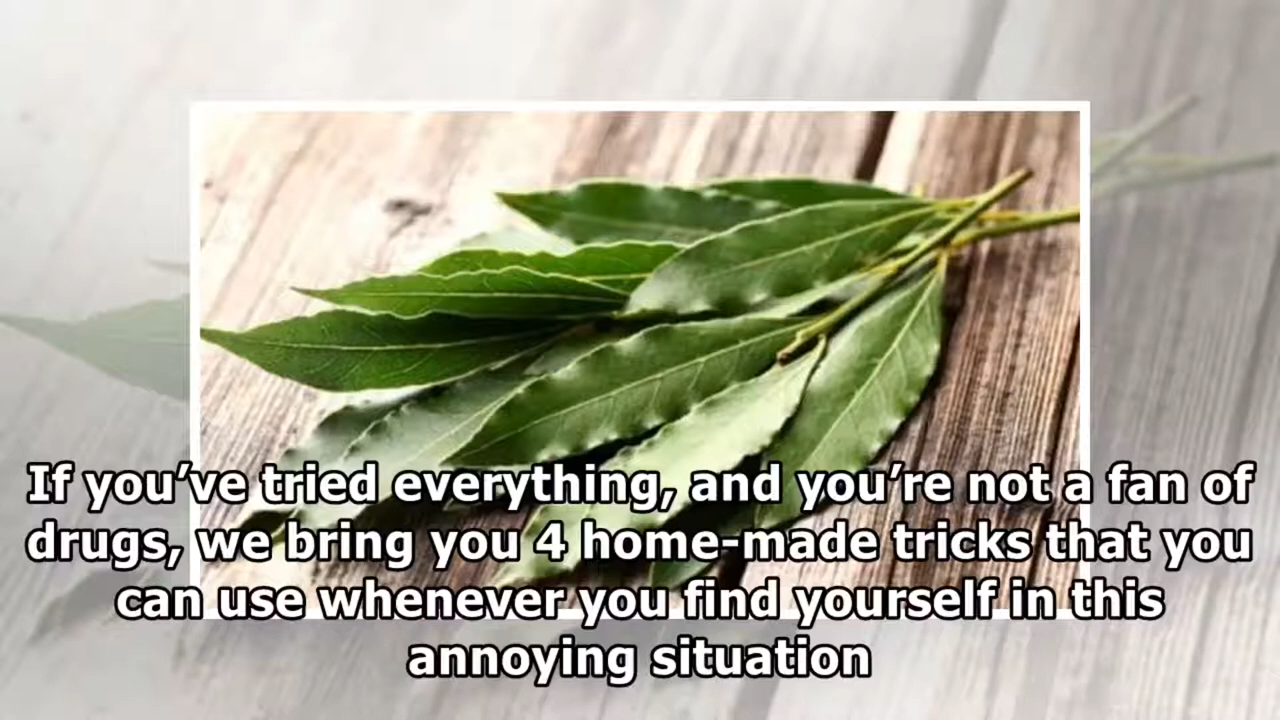 If you’ve tried everything, and you’re not a fan of
drugs, we bring you 4 home-made tricks that you
can use whenever you find yourself in this
annoying situation